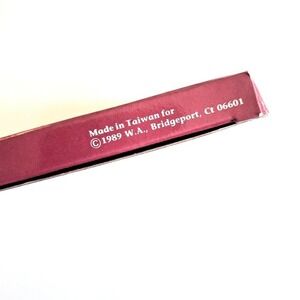 Made in Taiwan for
©1989 W.A., Bridgeport, Ct 06601